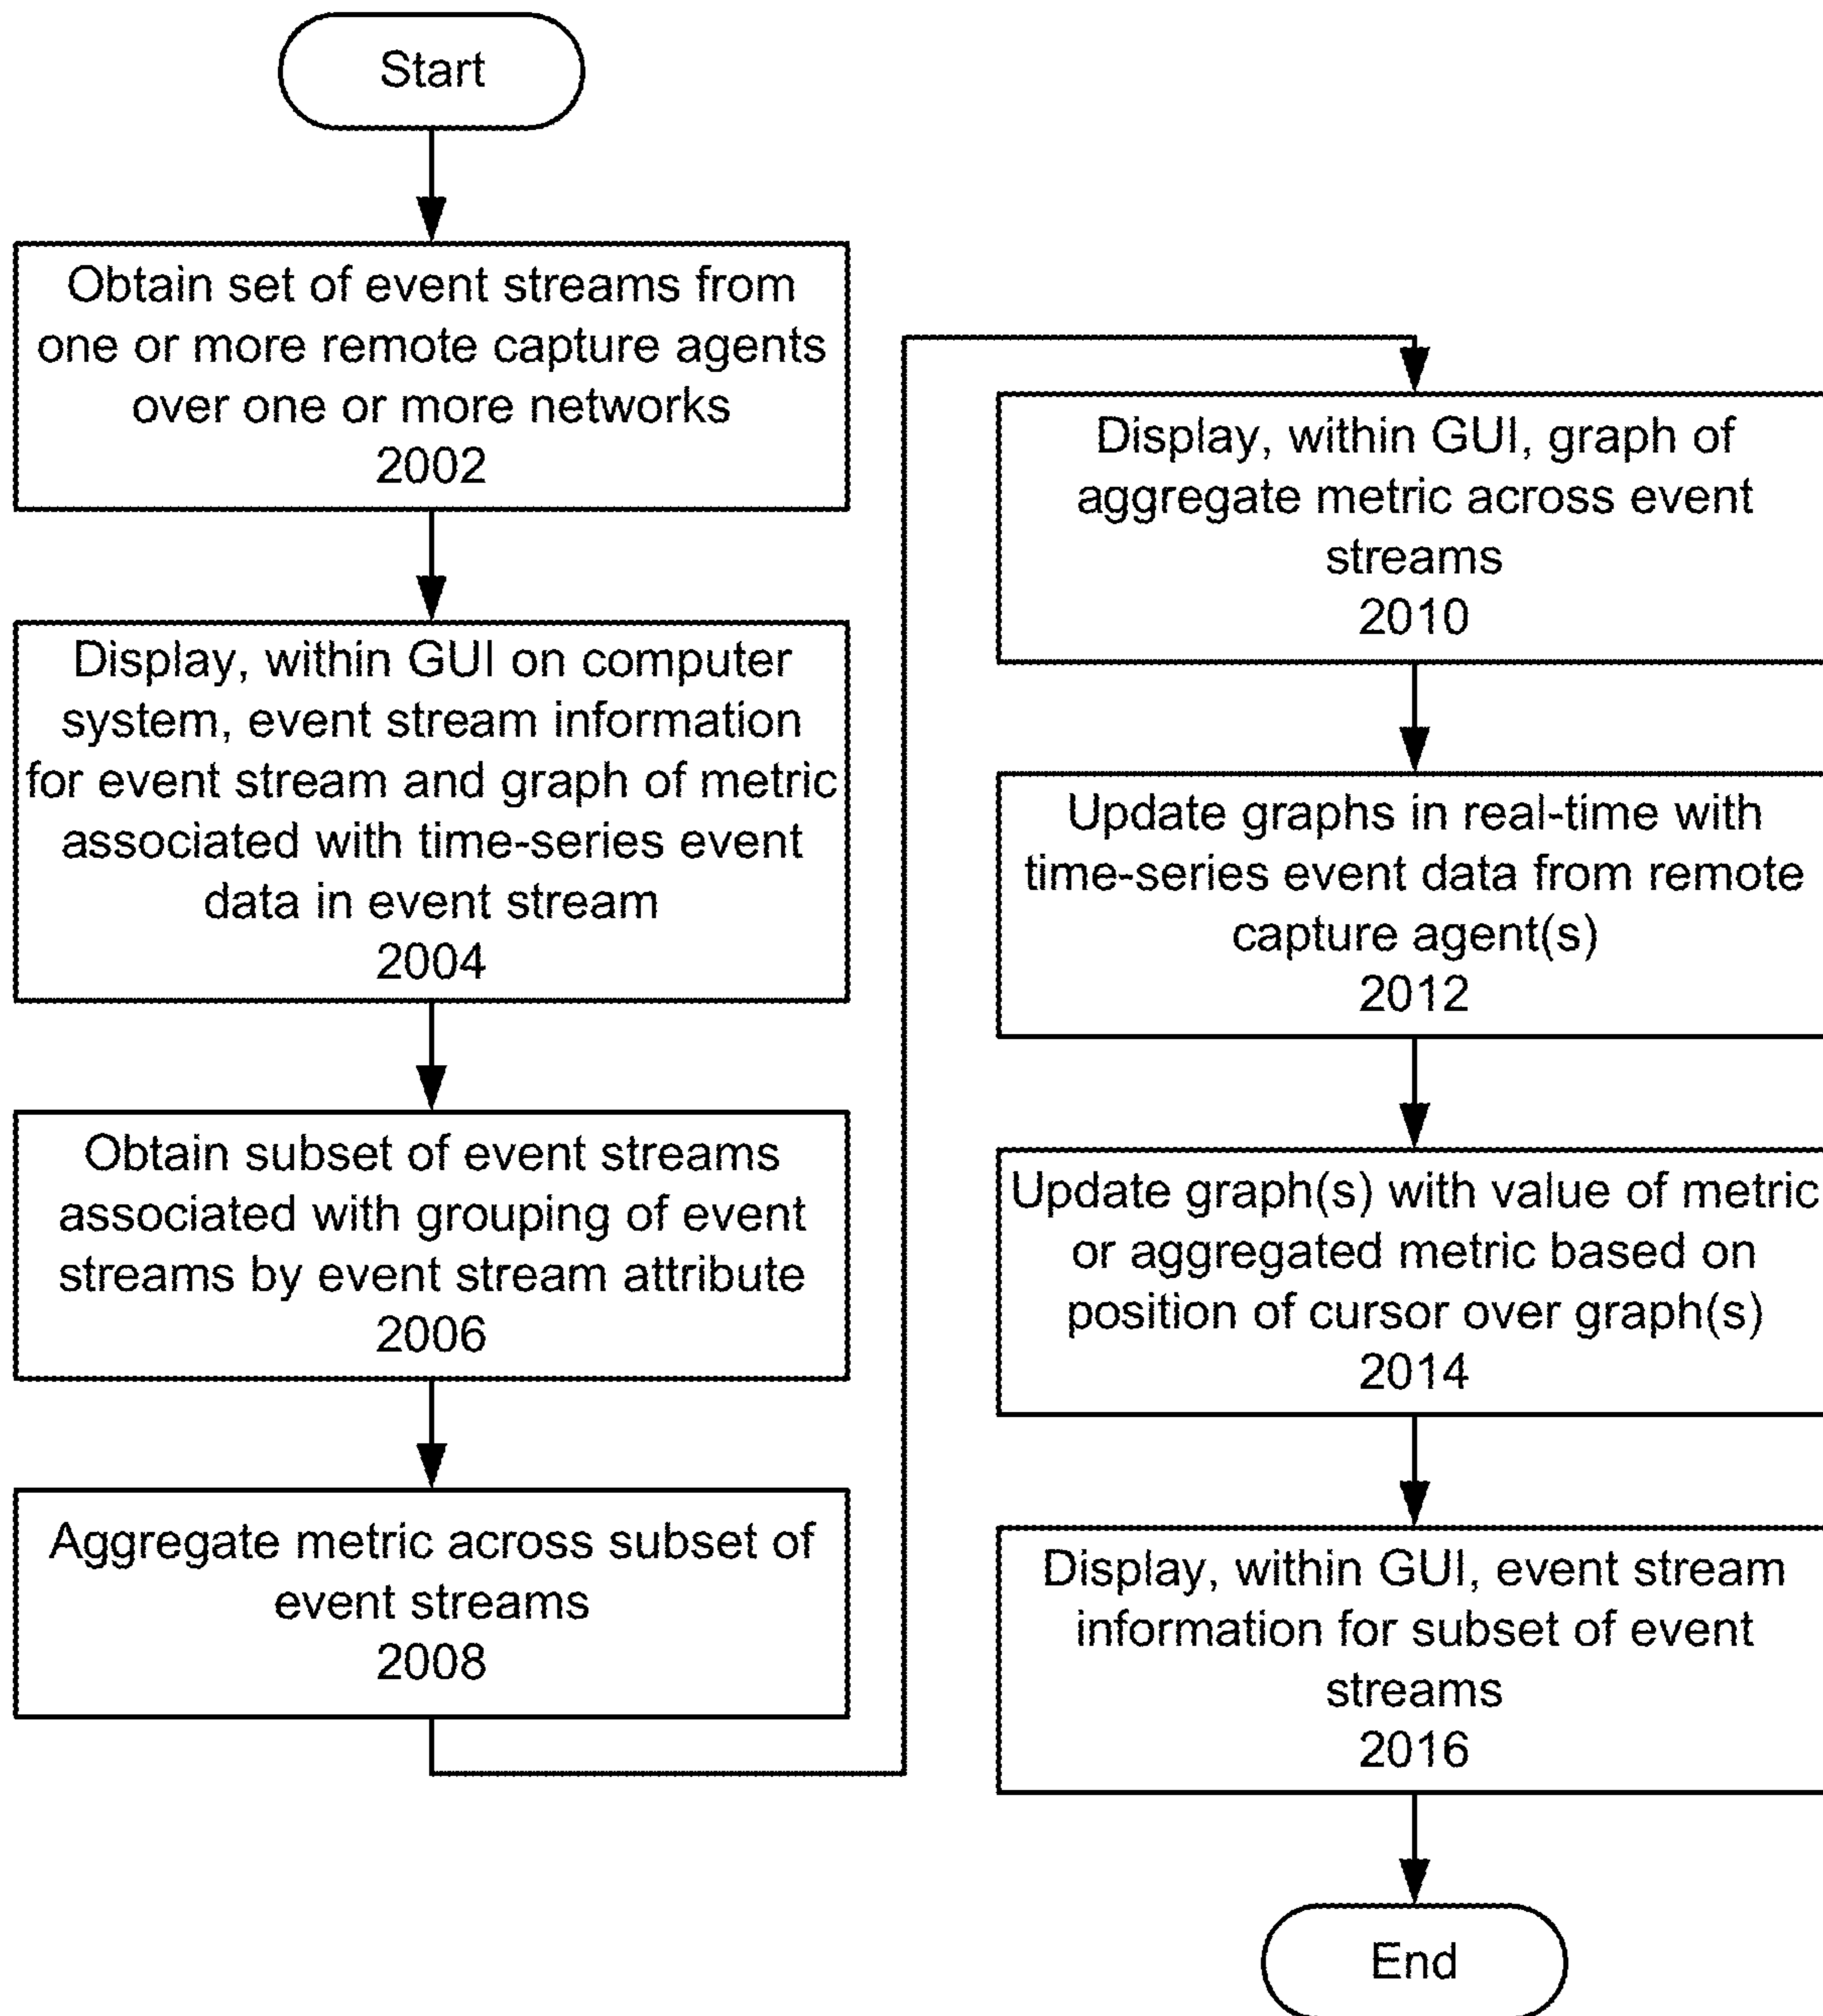 Start
Obtain set of event streams from
one or more remote capture agents
over one or more networks
2002
Display, within GUI on computer
system, event stream information
for event stream and graph of metric
associated with time-series event
data in event stream
2004
Obtain subset of event streams
associated with grouping of event
streams by event stream attribute
2006
Aggregate metric across subset of
event streams
2008
Display, within GUI, graph of
aggregate metric across event
streams
2010
Update graphs in real-time with
time-series event data from remote
capture agent(s)
2012
Update graph(s) with value of metric
or aggregated metric based on
position of cursor over graph(s)
2014
Display, within GUI, event stream
information for subset of event
streams
2016
End